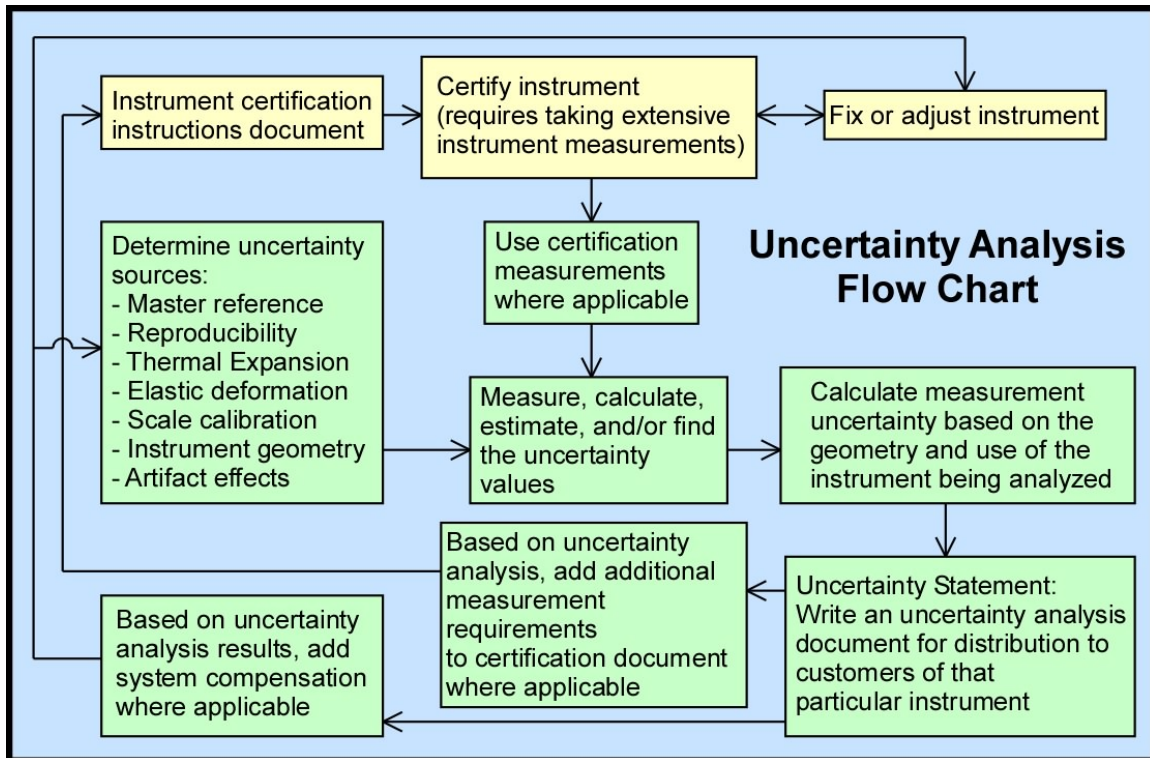 Instrument certification
instructions document
Certify instrument
(requires taking extensive
instrument measurements)
Fix or adjust instrument
Uncertainty Analysis
Flow Chart
Determine uncertainty
sources:
- Master reference
- Reproducibility
- Thermal Expansion
- Elastic deformation
- Scale calibration
- Instrument geometry
- Artifact effects
Use certification
measurements
where applicable
Measure, calculate,
estimate, and/or find
the uncertainty
values
Calculate measurement
uncertainty based on the
geometry and use of the
instrument being analyzed
Based on uncertainty
analysis, add additional
measurement
requirements
to certification document
where applicable
Uncertainty Statement:
Write an uncertainty analysis
document for distribution to
customers of that
particular instrument
Based on uncertainty
analysis results, add
system compensation
where applicable